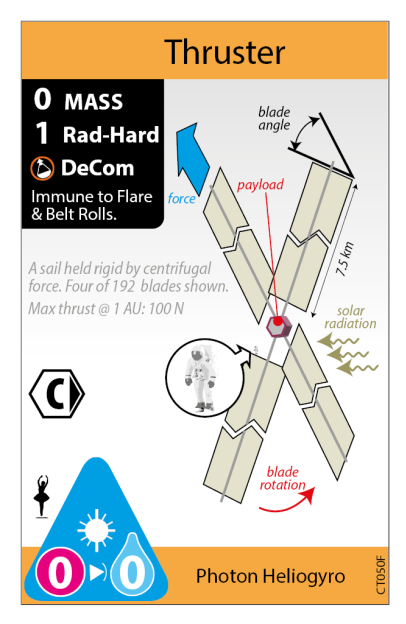 Thruster
0 MASS
1 Rad-Hard
DeCom
Immune to Flare
& Belt Rolls.
blade
angle
force
payload
7.5 km
A sail held rigid by centrifugal
force. Four of 192 blades shown.
Max thrust @ 1 AU: 100 N
solar
radiation
C
blade
rotation
0 0
Photon Heliogyro
CT050F